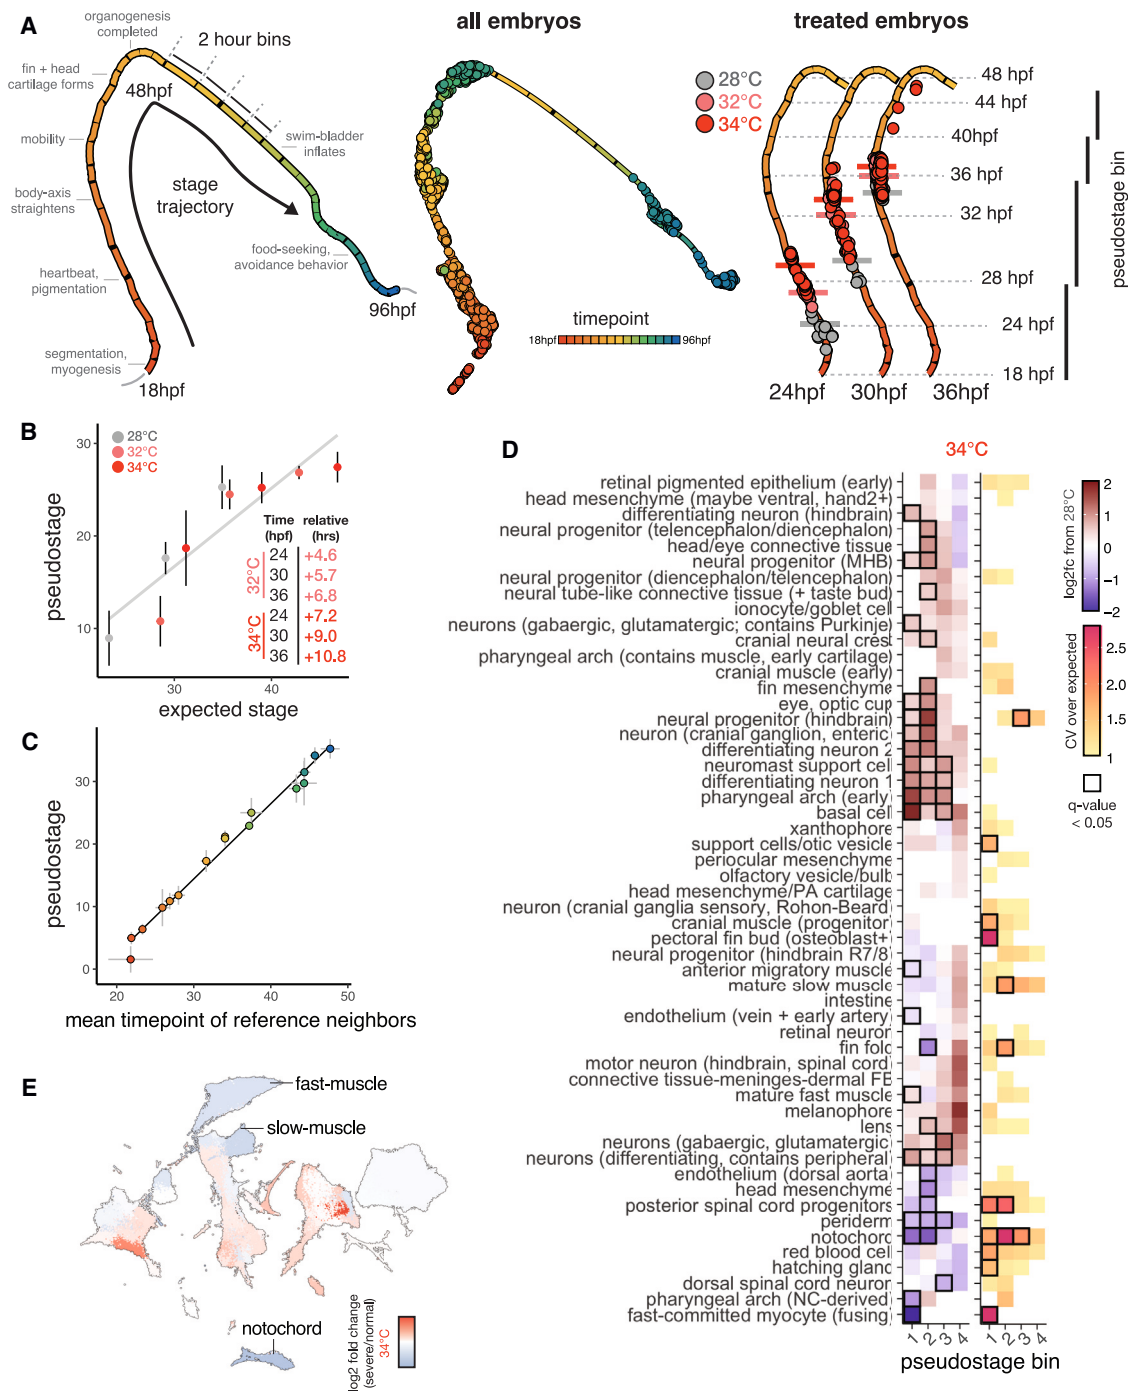 A
organogenesis
completed
2 hour bins
fin + head
cartilage forms
48hpf
mobility
swim-bladder
inflates
stage
trajectory
body-axis
straightens
food-seeking,
avoidance behavior
heartbeat,
pigmentation
96hpf
segmentation,
myogenesis
18hpf
all embryos
timepoint
18hpf
96hpf
treated embryos
28°C
32°C
34°C
48 hpf
44 hpf
40hpf
36 hpf
32 hpf
28 hpf
24 hpf
18 hpf
24hpf
30hpf
36hpf
pseudostage bin
B
28°C
32°C
34°C
30
20
10
pseudostage
30
40
expected stage
Time
(hpf)
relative
(hrs)
32°C
24
+4.6
30
+5.7
36
+6.8
34°C
24
+7.2
30
+9.0
36
+10.8
C
30
20
10
0
pseudostage
20
30
40
50
mean timepoint of reference neighbors
D
34°C
retinal pigmented epithelium (early)
head mesenchyme (maybe ventral, hand2+)
differentiating neuron (hindbrain)
neural progenitor (telencephalon/diencephalon)
head/eye connective tissue
neural progenitor (MHB)
neural progenitor (diencephalon/telencephalon)
neural tube-like connective tissue (+ taste bud)
ionocyte/goblet cell
neurons (gabaergic, glutamatergic; contains Purkinje)
cranial neural crest
pharyngeal arch (contains muscle, early cartilage)
cranial muscle (early)
fin mesenchyme
eye, optic cup
neural progenitor (hindbrain)
neuron (cranial ganglion, enteric)
differentiating neuron 2
neuromast support cell
differentiating neuron 1
pharyngeal arch (early)
basal cell
xanthophore
support cells/otic vesicle
periocular mesenchyme
olfactory vesicle/bulb
head mesenchyme/PA cartilage
neuron (cranial ganglia sensory, Rohon-Beard)
cranial muscle (progenitor)
pectoral fin bud (osteoblast+)
neural progenitor (hindbrain R7/8)
anterior migratory muscle
mature slow muscle
intestine
endothelium (vein + early artery)
retinal neuron
fin fold
motor neuron (hindbrain, spinal cord)
connective tissue-meninges-dermal FB
mature fast muscle
melanophore
lens
neurons (gabaergic, glutamatergic)
neurons (differentiating, contains peripheral)
endothelium (dorsal aorta)
head mesenchyme
posterior spinal cord progenitors
periderm
notochord
red blood cell
hatching gland
dorsal spinal cord neuron
pharyngeal arch (NC-derived)
fast-committed myocyte (fusing)
1 2 3 4
1 2 3 4
pseudostage bin
log2fc from 28°C
2
1
0
−1
−2
CV over expected
2.5
2.0
1.5
1
q-value
< 0.05
E
fast-muscle
slow-muscle
notochord
log2 fold change
(severe/normal)
34°C